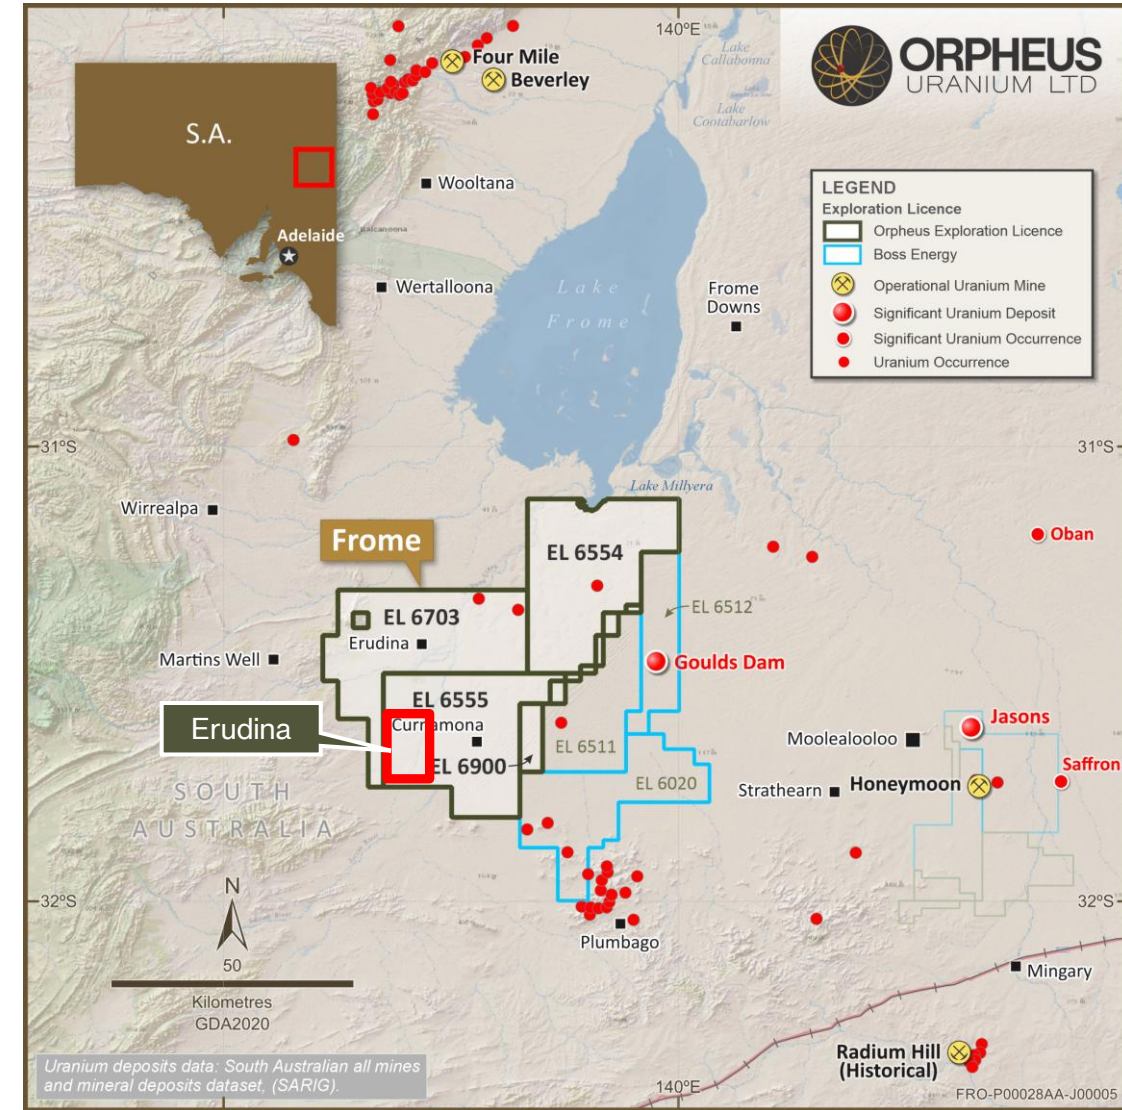 140°E
Four Mile
Beverley
Lake
Callabonna
Lake
Contabarlow
ORPHEUS
URANIUM LTD
S.A.
Adelaide
Balcanoona
Wooltana
Wertalloona
Lake
Frome
Frome
Downs
LEGEND
Exploration Licence
Orpheus Exploration Licence
Boss Energy
Operational Uranium Mine
Significant Uranium Deposit
Significant Uranium Occurrence
Uranium Occurrence
31°S
31°S
Lake Millyera
Wirrealpa
Frome
EL 6554
Oban
EL 6703
EL 6512
Erudina
Martins Well
Goulds Dam
EL 6555
Curnamona
Erudina
EL 6511
EL 6900
EL 6020
Jasons
Moolealooloo
Saffron
Strathearn
Honeymoon
SOUTH
AUSTRALIA
N
50
Kilometres
GDA2020
32°S
32°S
Plumbago
Mingary
Radium Hill
(Historical)
Uranium deposits data: South Australian all mines
and mineral deposits dataset, (SARIG).
140°E
FRO-P00028AA-J00005